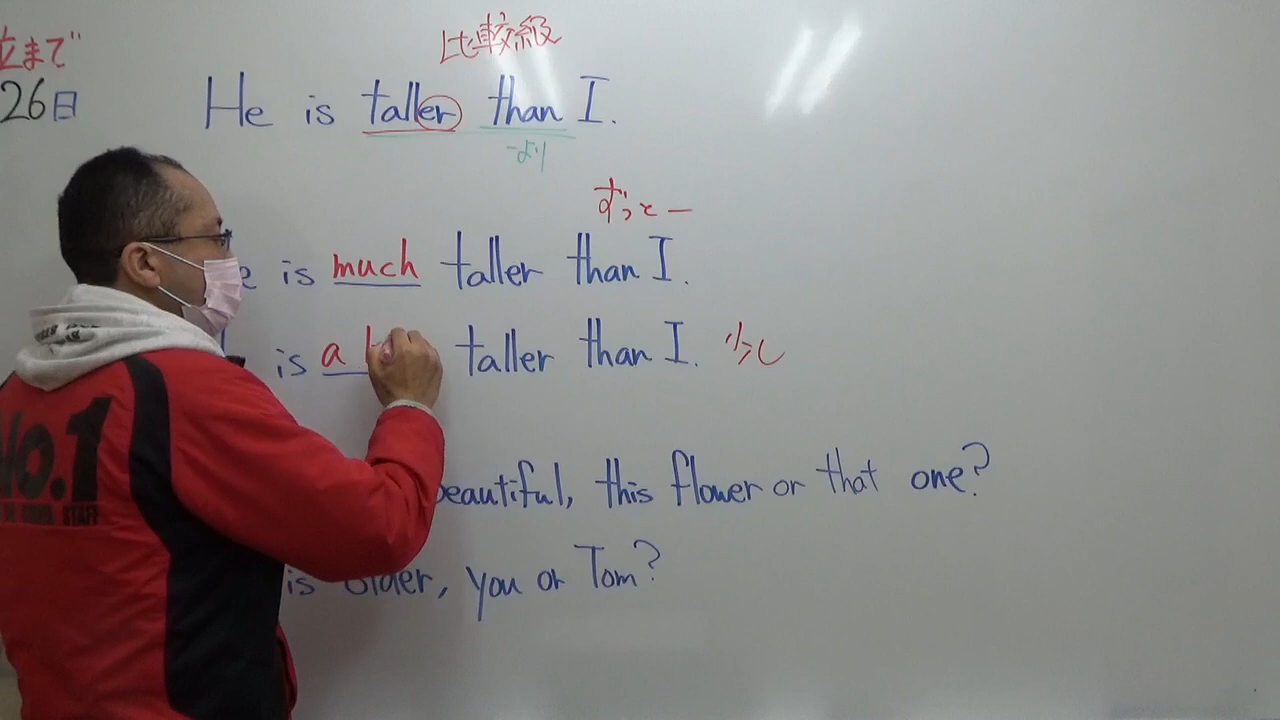 立まで
26日
比較級
He is taller than I.
-より
ずっと ー
is much taller than I.
is a taller than I. 少し
beautiful, this flower or that one?
is older, you or Tom?
No.1
STAFF